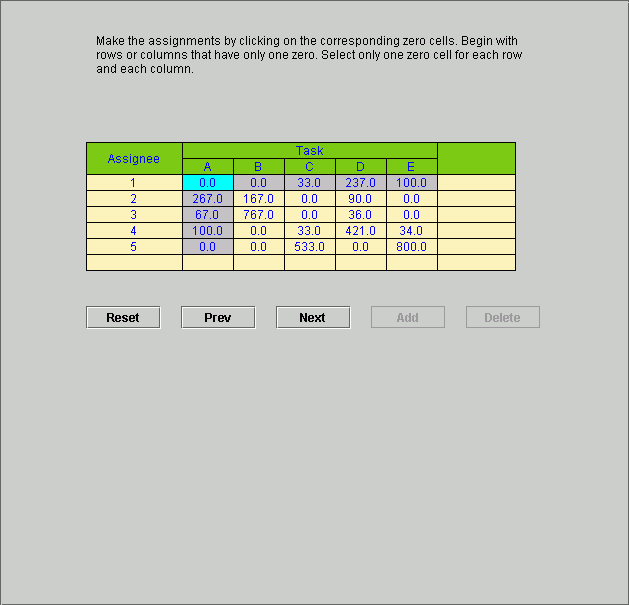 Make the assignments by clicking on the corresponding zero cells. Begin with
rows or columns that have only one zero. Select only one zero cell for each row
and each column.
Assignee Task
A B C D E
1 0.0 0.0 33.0 237.0 100.0
2 267.0 167.0 0.0 90.0 0.0
3 67.0 767.0 0.0 36.0 0.0
4 100.0 0.0 33.0 421.0 34.0
5 0.0 0.0 533.0 0.0 800.0
Reset Prev Next Add Delete